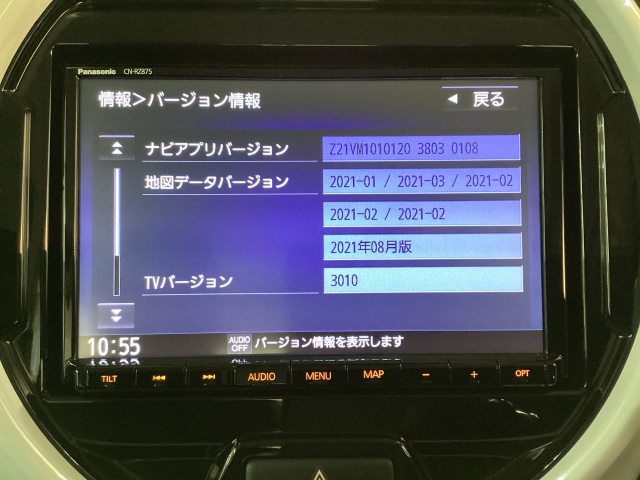 Panasonic CN-RZ875
情報>バージョン情報
◀ 戻る
ナビアプリバージョン Z21VM1010120 3803 0108
地図データバージョン 2021-01 / 2021-03 / 2021-02
2021-02 / 2021-02
2021年08月版
TVバージョン 3010
10:55 AUDIO OFF バージョン情報を表示します
TILT AUDIO MENU MAP − + OPT